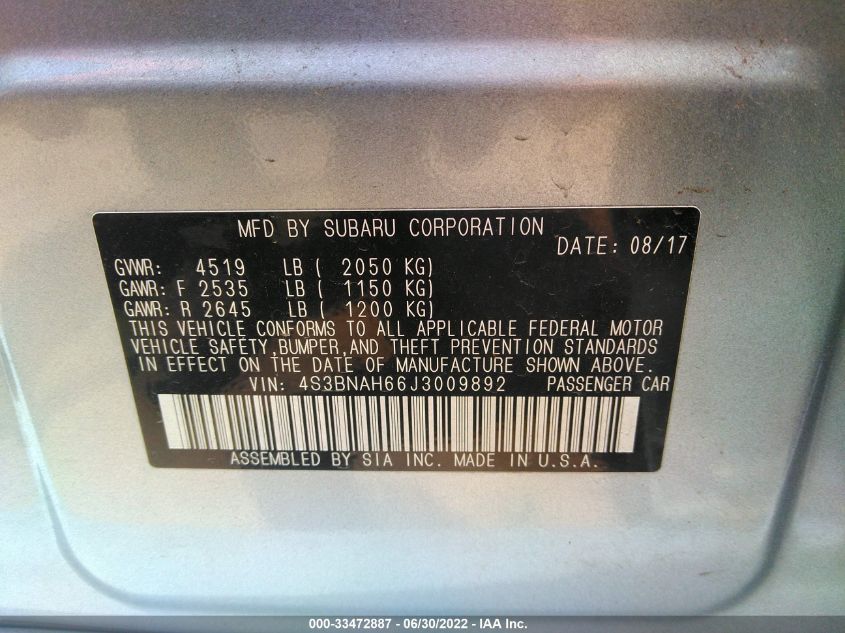 MFD BY SUBARU CORPORATION
DATE: 08/17
GVWR: 4519 LB ( 2050 KG)
GAWR: F 2535 LB ( 1150 KG)
GAWR: R 2645 LB ( 1200 KG)
THIS VEHICLE CONFORMS TO ALL APPLICABLE FEDERAL MOTOR
VEHICLE SAFETY,BUMPER,AND THEFT PREVENTION STANDARDS
IN EFFECT ON THE DATE OF MANUFACTURE SHOWN ABOVE.
VIN: 4S3BNAH66J3009892 PASSENGER CAR
ASSEMBLED BY SIA INC. MADE IN U.S.A.
000-33472887 - 06/30/2022 - IAA Inc.